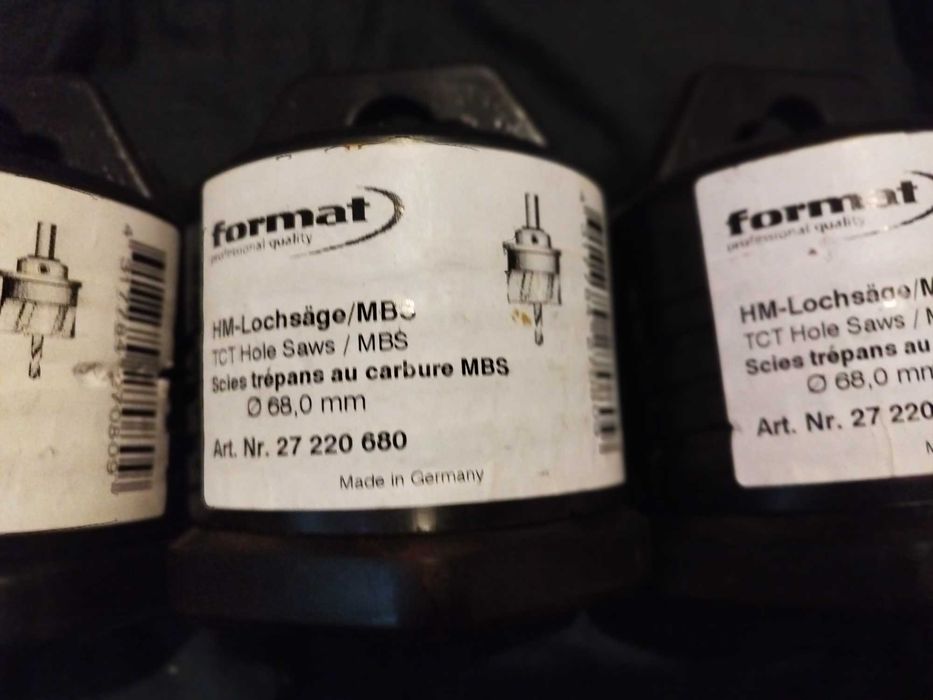 format
professional quality
HM-Lochsäge/MBS
TCT Hole Saws / MBS
Scies trépans au carbure MBS
Ø 68,0 mm
Art. Nr. 27 220 680
Made in Germany
format
professional quality
HM-Lochsäge/M
TCT Hole Saws /
Scies trépans au
Ø 68,0 mm
Art. Nr. 27 220